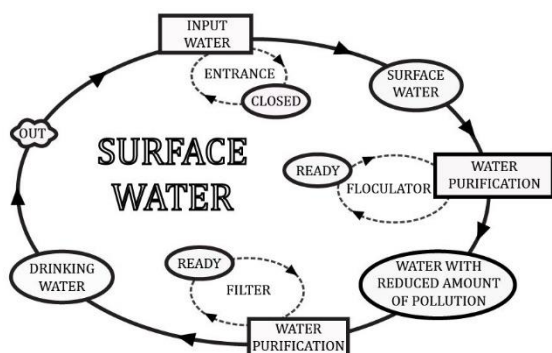 INPUT
WATER
ENTRANCE
CLOSED
SURFACE
WATER
OUT
SURFACE
WATER
READY
FLOCULATOR
WATER
PURIFICATION
DRINKING
WATER
READY
FILTER
WATER WITH
REDUCED AMOUNT
OF POLLUTION
WATER
PURIFICATION